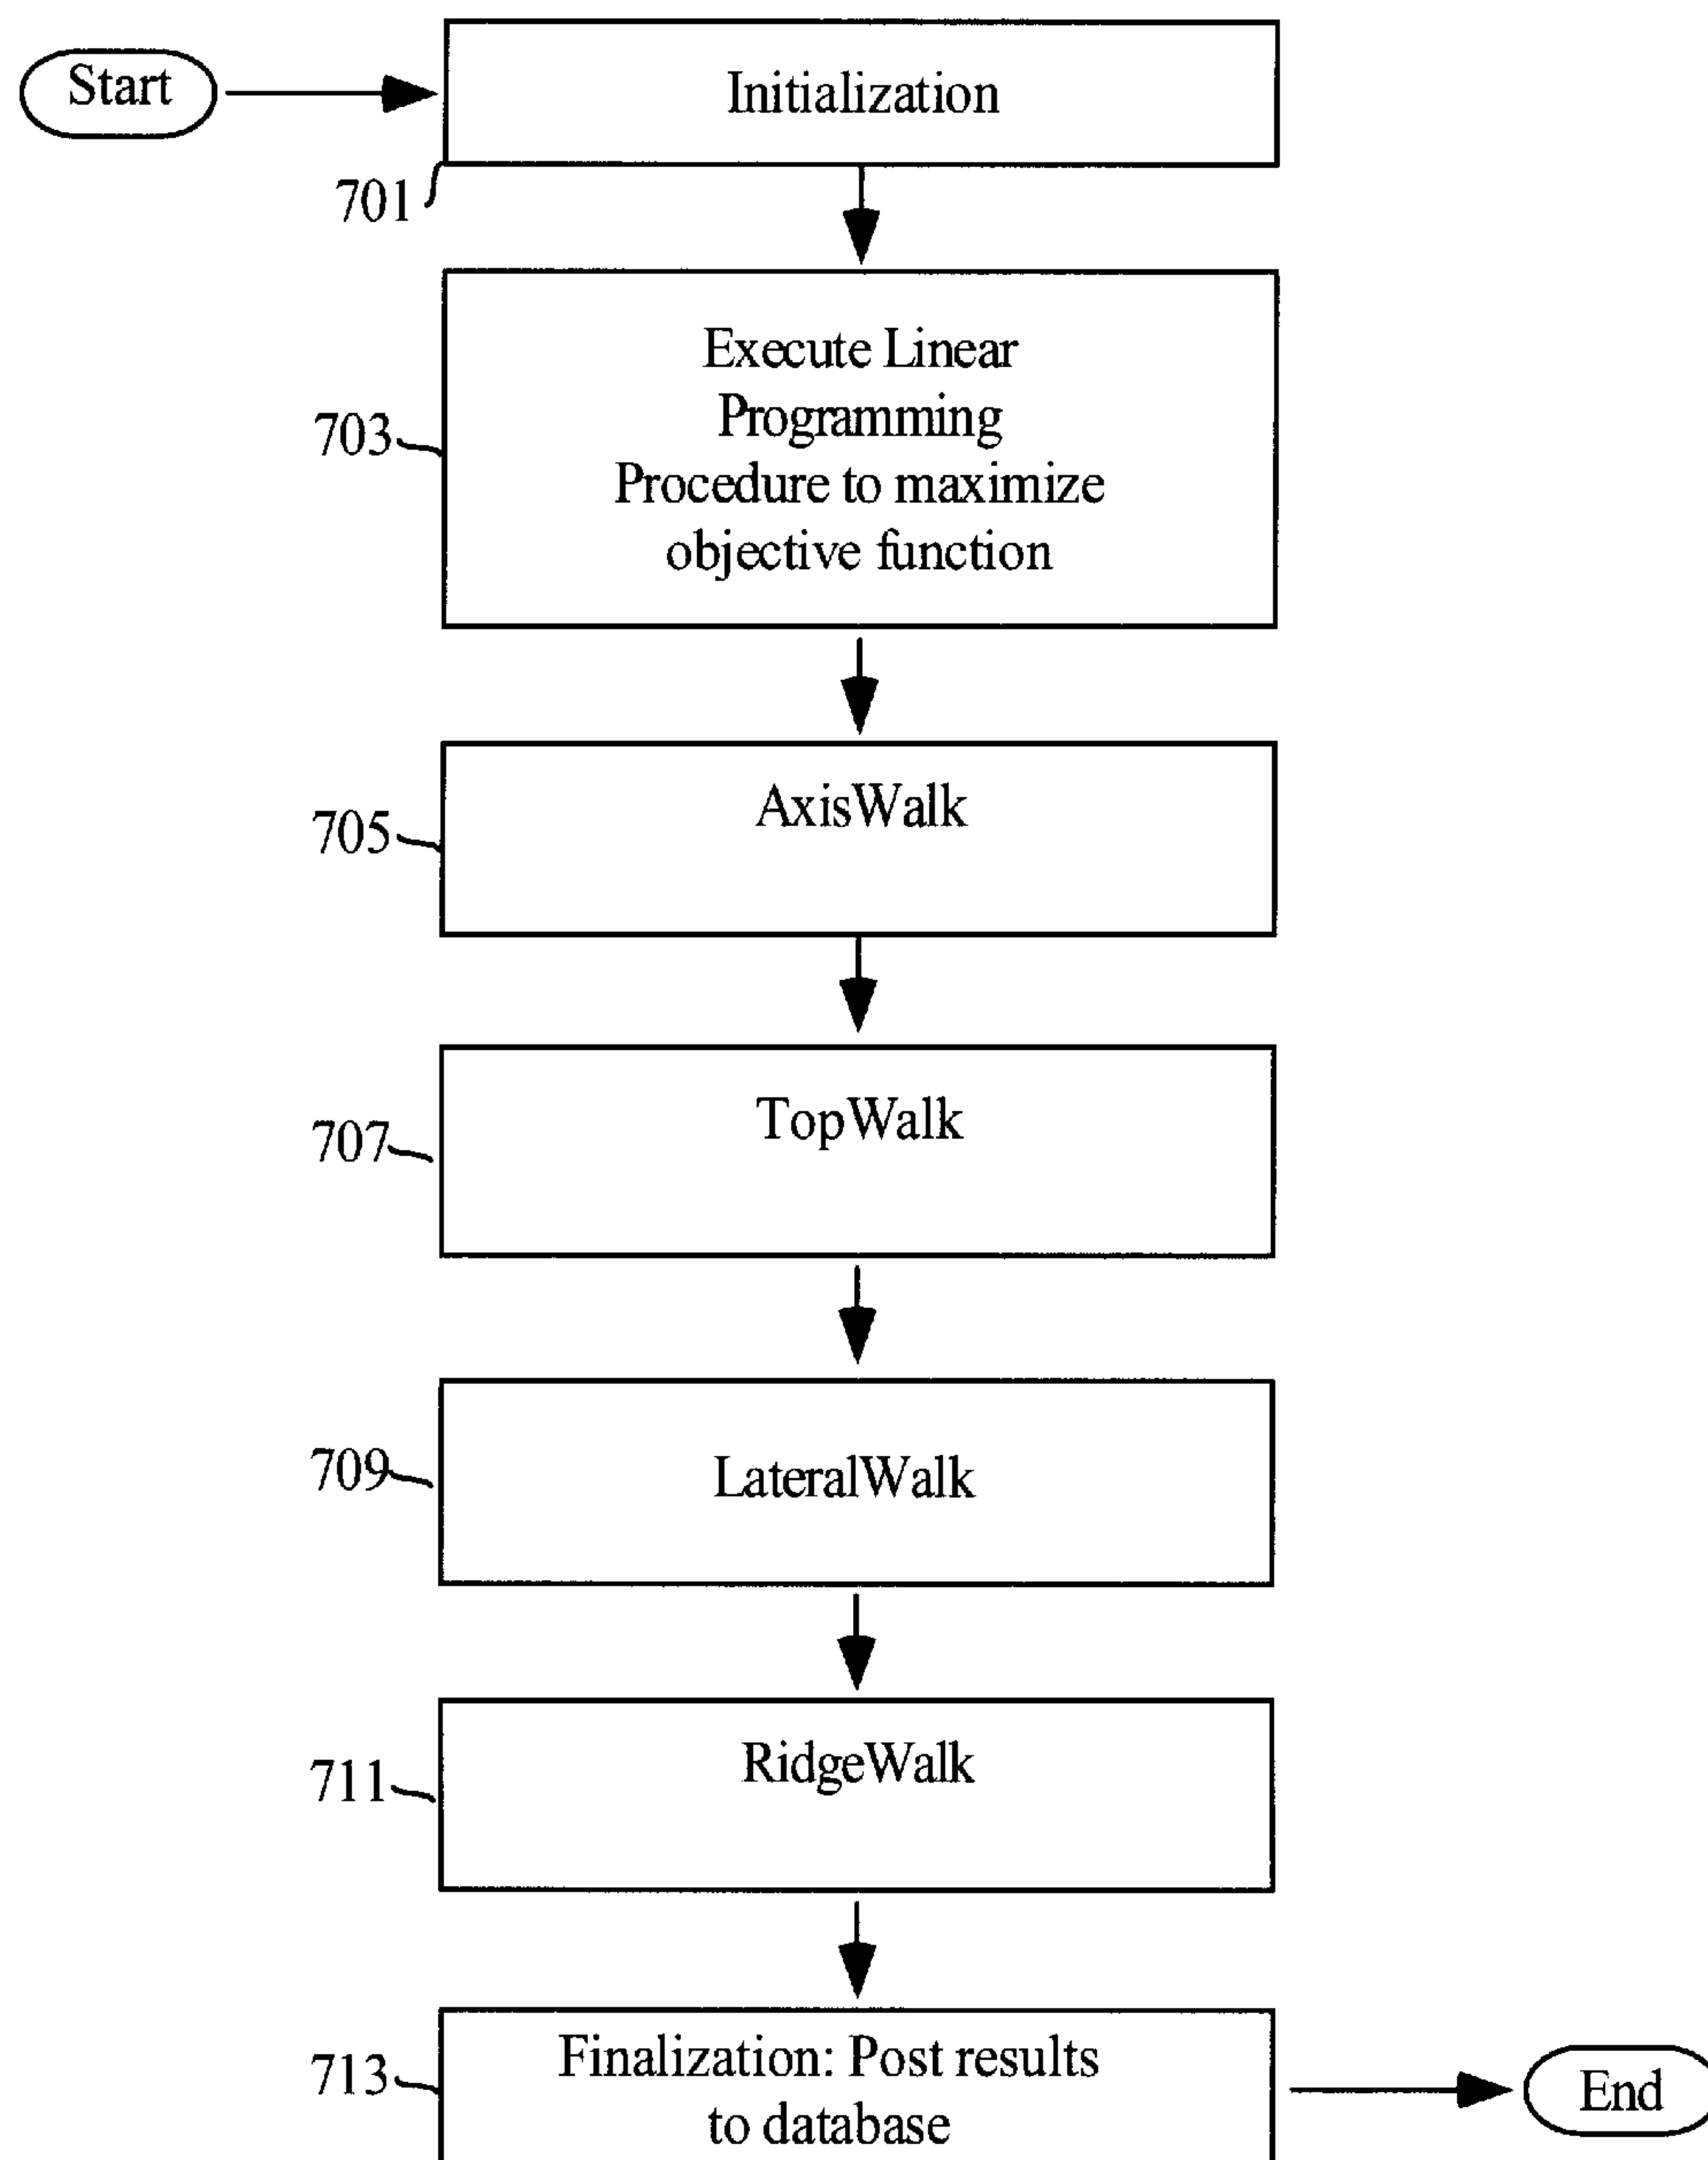 Start
Initialization
701
Execute Linear
Programming
Procedure to maximize
objective function
703
AxisWalk
705
TopWalk
707
LateralWalk
709
RidgeWalk
711
Finalization: Post results
to database
713
End